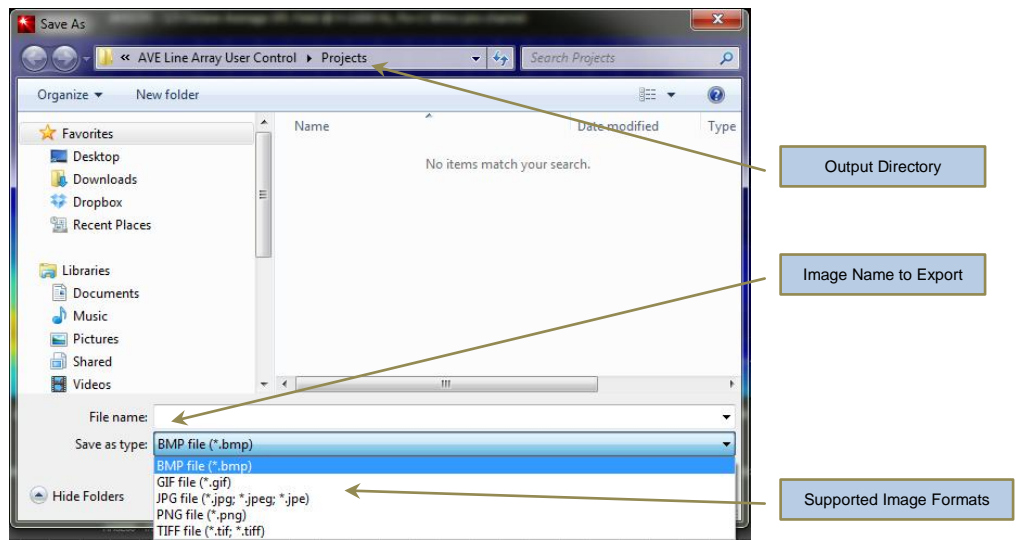 Save As
« AVE Line Array User Control ▸ Projects
Search Projects
Organize
New folder
Name
Date modified
Type
No items match your search.
Favorites
Desktop
Downloads
Dropbox
Recent Places
Libraries
Documents
Music
Pictures
Shared
Videos
File name:
Save as type: BMP file (*.bmp)
BMP file (*.bmp)
GIF file (*.gif)
JPG file (*.jpg; *.jpeg; *.jpe)
PNG file (*.png)
TIFF file (*.tif; *.tiff)
Hide Folders
Output Directory
Image Name to Export
Supported Image Formats